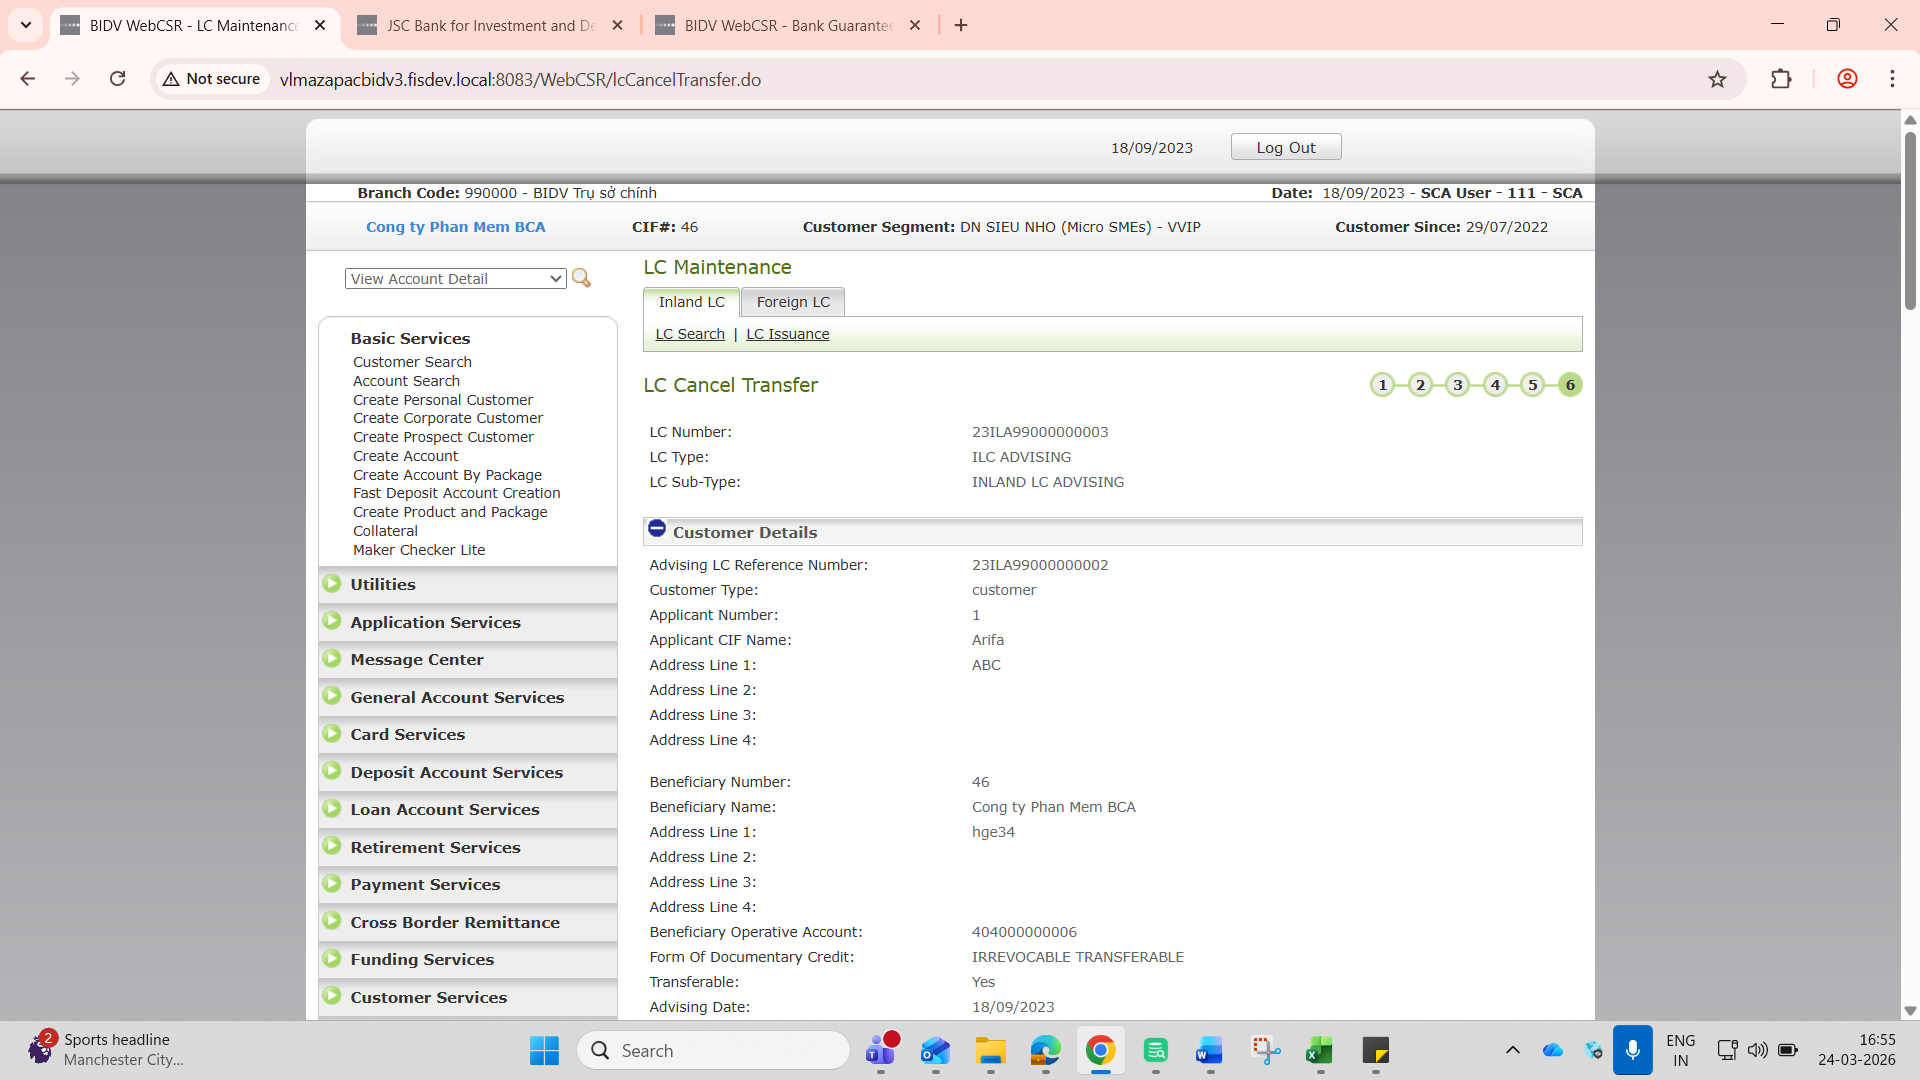 BIDV WebCSR - LC Maintenance
JSC Bank for Investment and De
BIDV WebCSR - Bank Guarantee
Not secure
vlmazapacbidv3.fisdev.local:8083/WebCSR/lcCancelTransfer.do
18/09/2023
Log Out
Branch Code: 990000 - BIDV Trụ sở chính
Date: 18/09/2023 - SCA User - 111 - SCA
Cong ty Phan Mem BCA
CIF#: 46
Customer Segment: DN SIEU NHO (Micro SMEs) - VVIP
Customer Since: 29/07/2022
View Account Detail
Basic Services
Customer Search
Account Search
Create Personal Customer
Create Corporate Customer
Create Prospect Customer
Create Account
Create Account By Package
Fast Deposit Account Creation
Create Product and Package
Collateral
Maker Checker Lite
Utilities
Application Services
Message Center
General Account Services
Card Services
Deposit Account Services
Loan Account Services
Retirement Services
Payment Services
Cross Border Remittance
Funding Services
Customer Services
LC Maintenance
Inland LC
Foreign LC
LC Search | LC Issuance
LC Cancel Transfer
1 2 3 4 5 6
LC Number: 23ILA99000000003
LC Type: ILC ADVISING
LC Sub-Type: INLAND LC ADVISING
Customer Details
Advising LC Reference Number: 23ILA99000000002
Customer Type: customer
Applicant Number: 1
Applicant CIF Name: Arifa
Address Line 1: ABC
Address Line 2:
Address Line 3:
Address Line 4:
Beneficiary Number: 46
Beneficiary Name: Cong ty Phan Mem BCA
Address Line 1: hge34
Address Line 2:
Address Line 3:
Address Line 4:
Beneficiary Operative Account: 404000000006
Form Of Documentary Credit: IRREVOCABLE TRANSFERABLE
Transferable: Yes
Advising Date: 18/09/2023
2
Sports headline
Manchester City...
Search
ENG
IN
16:55
24-03-2026